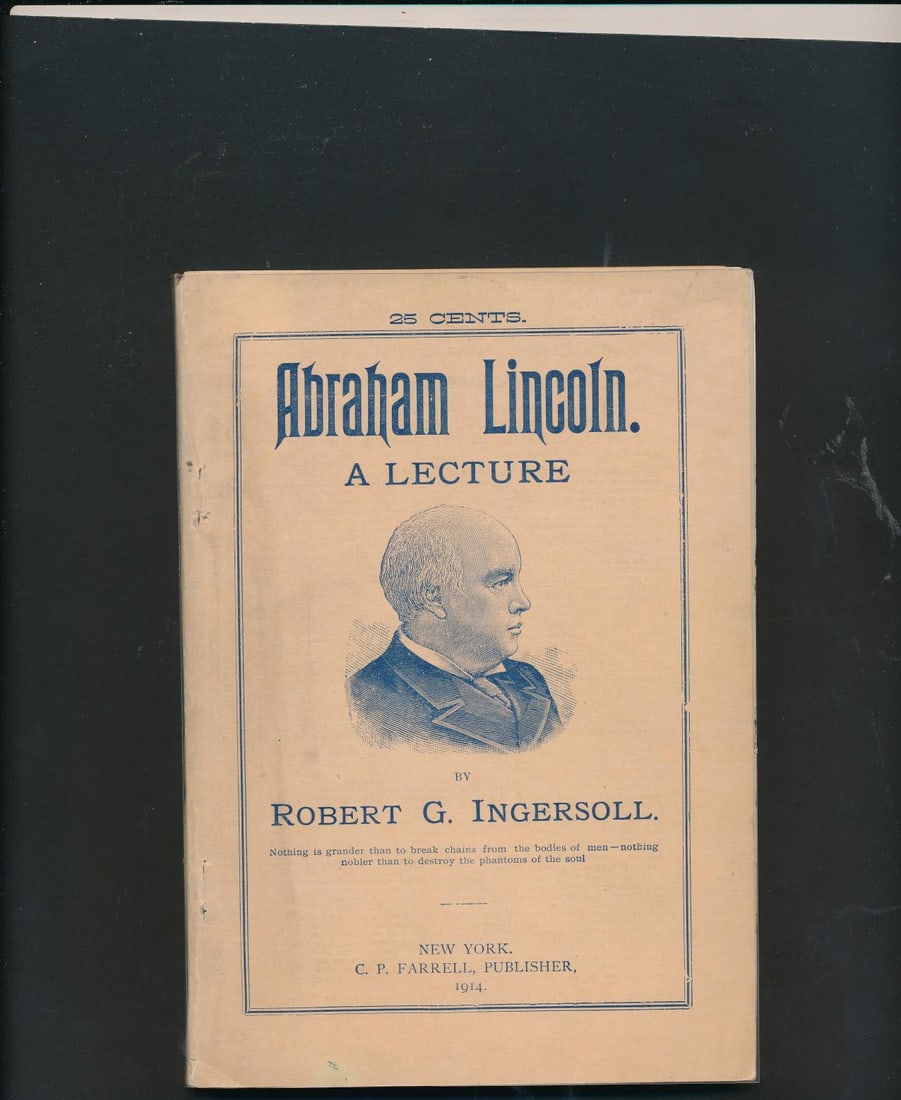 25 CENTS.
Abraham Lincoln.
A LECTURE
BY
ROBERT G. INGERSOLL.
Nothing is grander than to break chains from the bodies of men—nothing
nobler than to destroy the phantoms of the soul
NEW YORK.
C. P. FARRELL, PUBLISHER,
1914.